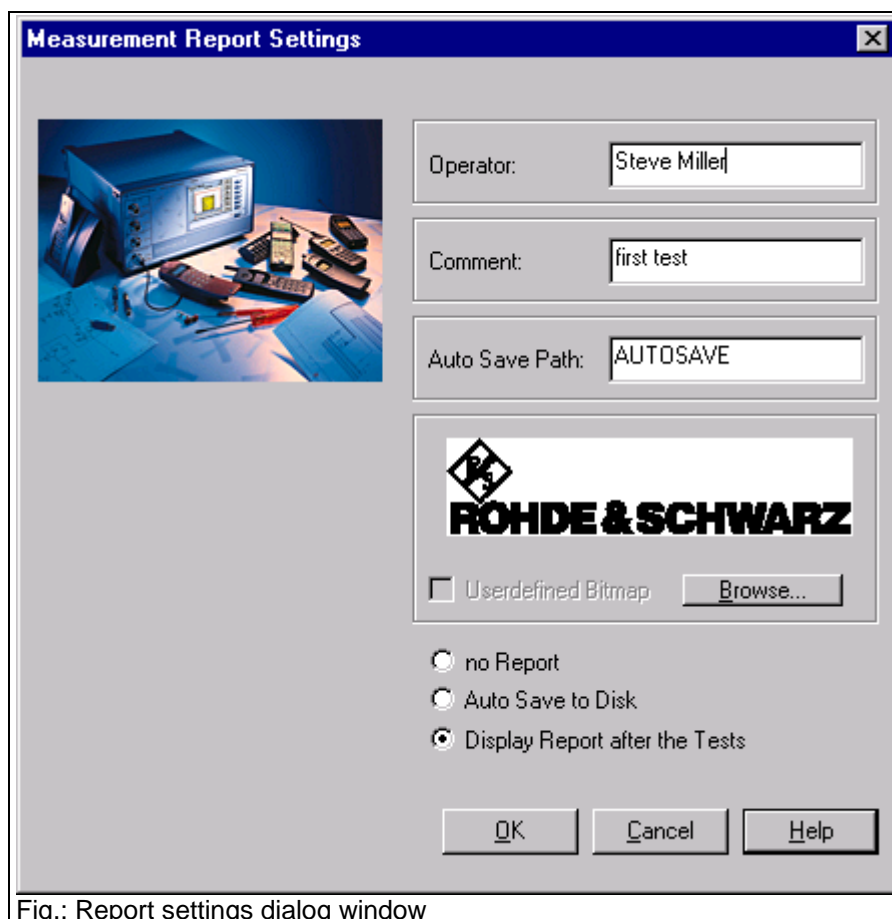 Measurement Report Settings
Operator: Steve Miller
Comment: first test
Auto Save Path: AUTOSAVE
RS
ROHDE & SCHWARZ
Userdefined Bitmap Browse...
no Report
Auto Save to Disk
Display Report after the Tests
OK Cancel Help
Fig.: Report settings dialog window